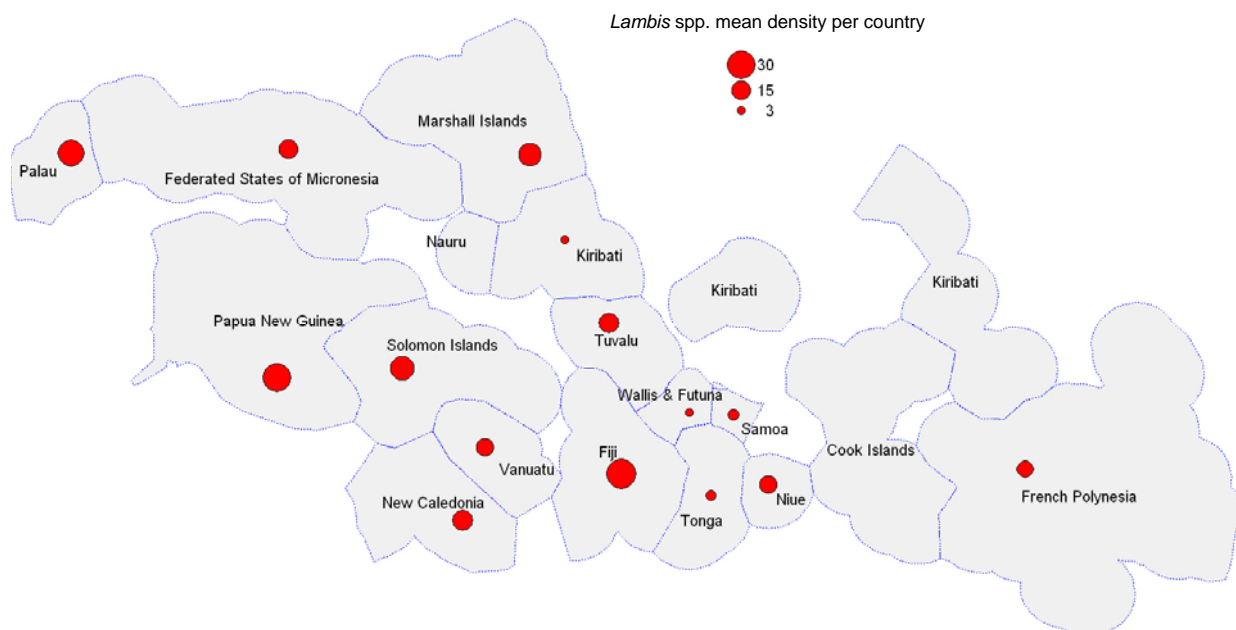 Lambis spp. mean density per country
30
15
3
Marshall Islands
Palau
Federated States of Micronesia
Nauru
Kiribati
Kiribati
Kiribati
Papua New Guinea
Solomon Islands
Tuvalu
Wallis & Futuna
Samoa
Fiji
Vanuatu
Cook Islands
New Caledonia
Tonga
Niue
French Polynesia